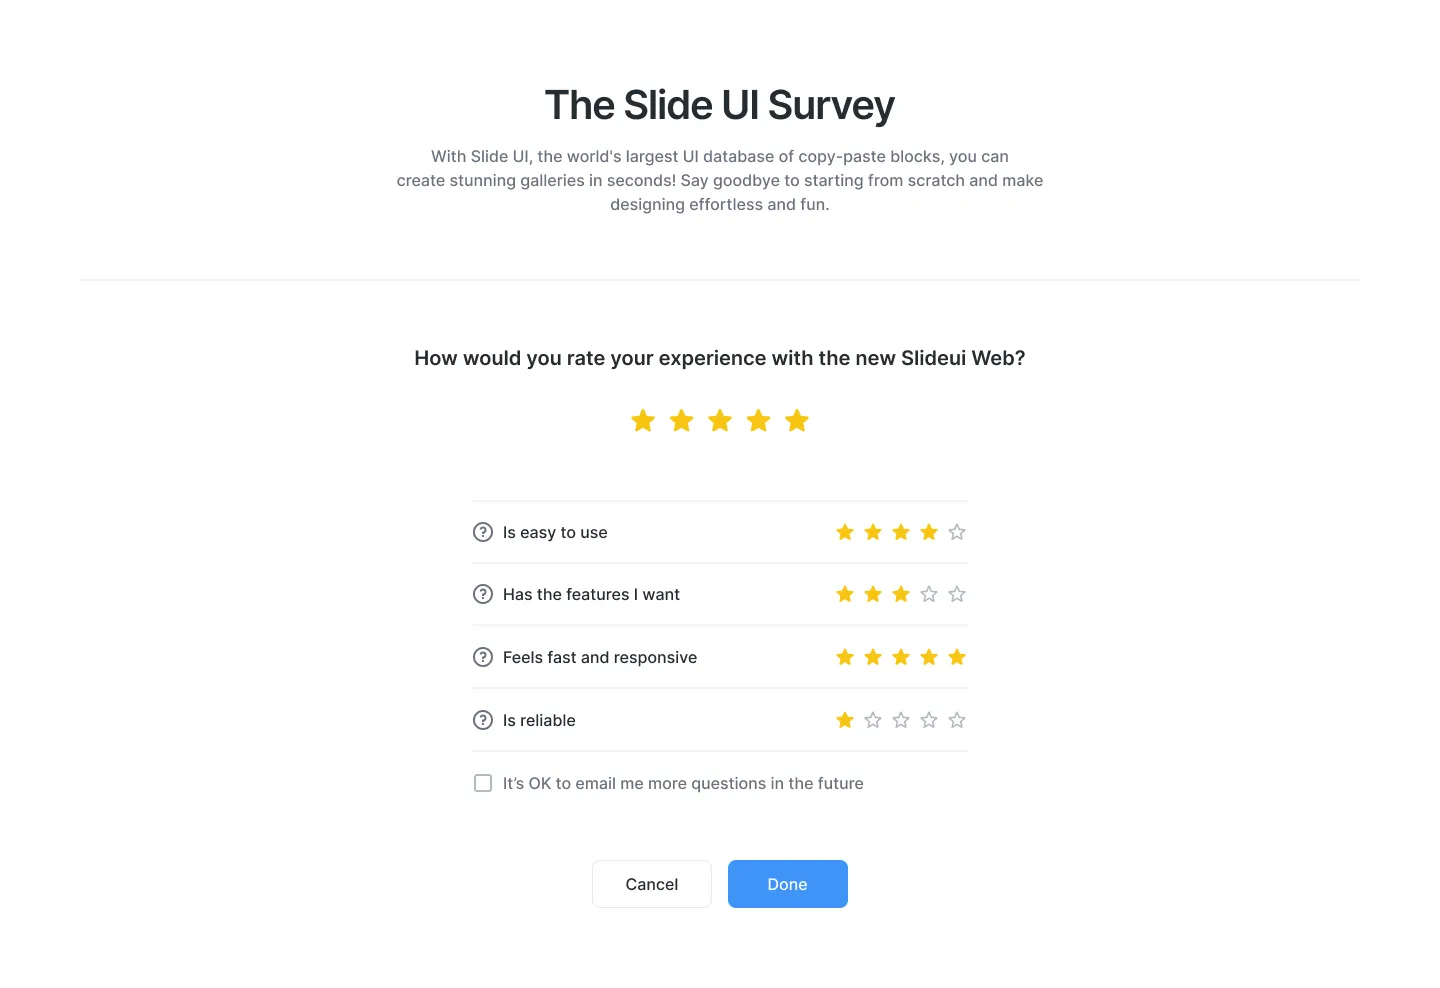 The Slide UI Survey
With Slide UI, the world's largest UI database of copy-paste blocks, you can
create stunning galleries in seconds! Say goodbye to starting from scratch and make
designing effortless and fun.
How would you rate your experience with the new Slideui Web?
Is easy to use
Has the features I want
Feels fast and responsive
Is reliable
It’s OK to email me more questions in the future
Cancel
Done